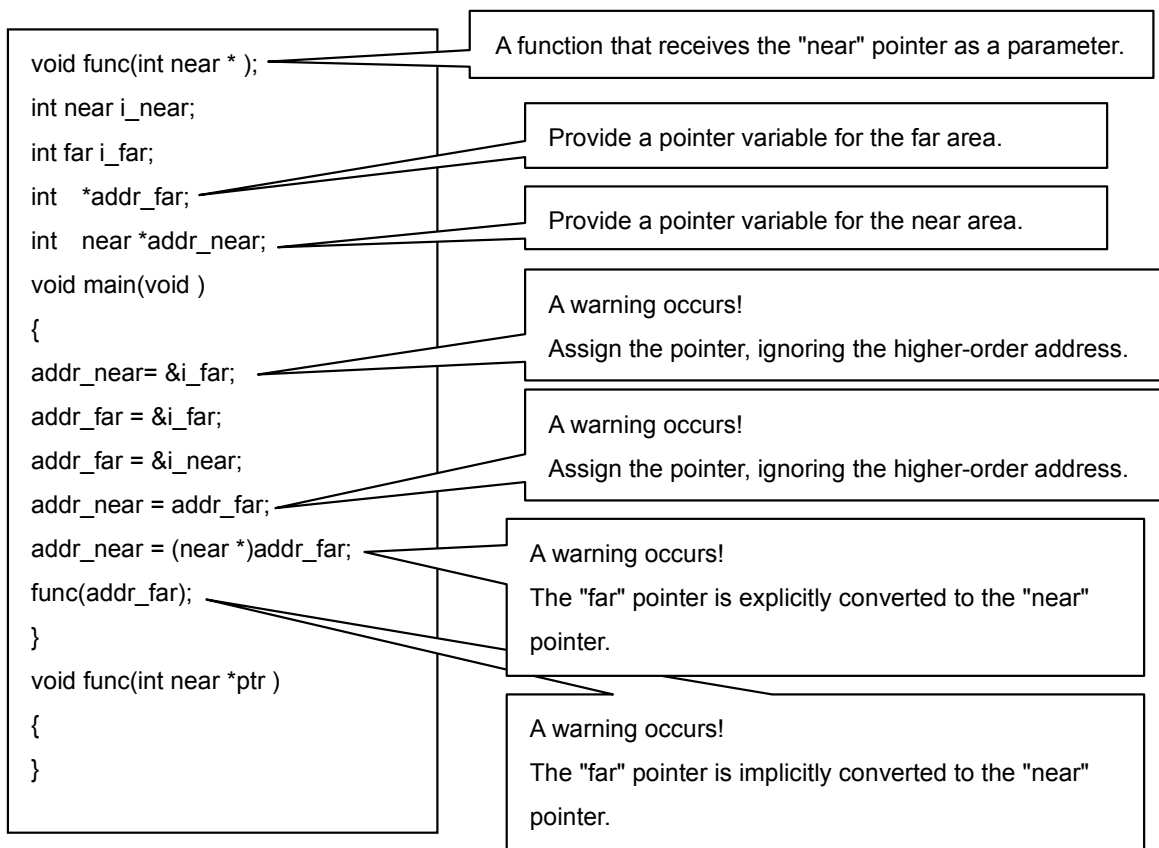 void func(int near * );
int near i_near;
int far i_far;
int *addr_far;
int near *addr_near;
void main(void )
{
addr_near= &i_far;
addr_far = &i_far;
addr_far = &i_near;
addr_near = addr_far;
addr_near = (near *)addr_far;
func(addr_far);
}
void func(int near *ptr )
{
}
A function that receives the "near" pointer as a parameter.
Provide a pointer variable for the far area.
Provide a pointer variable for the near area.
A warning occurs!
Assign the pointer, ignoring the higher-order address.
A warning occurs!
Assign the pointer, ignoring the higher-order address.
A warning occurs!
The "far" pointer is explicitly converted to the "near"
pointer.
A warning occurs!
The "far" pointer is implicitly converted to the "near"
pointer.